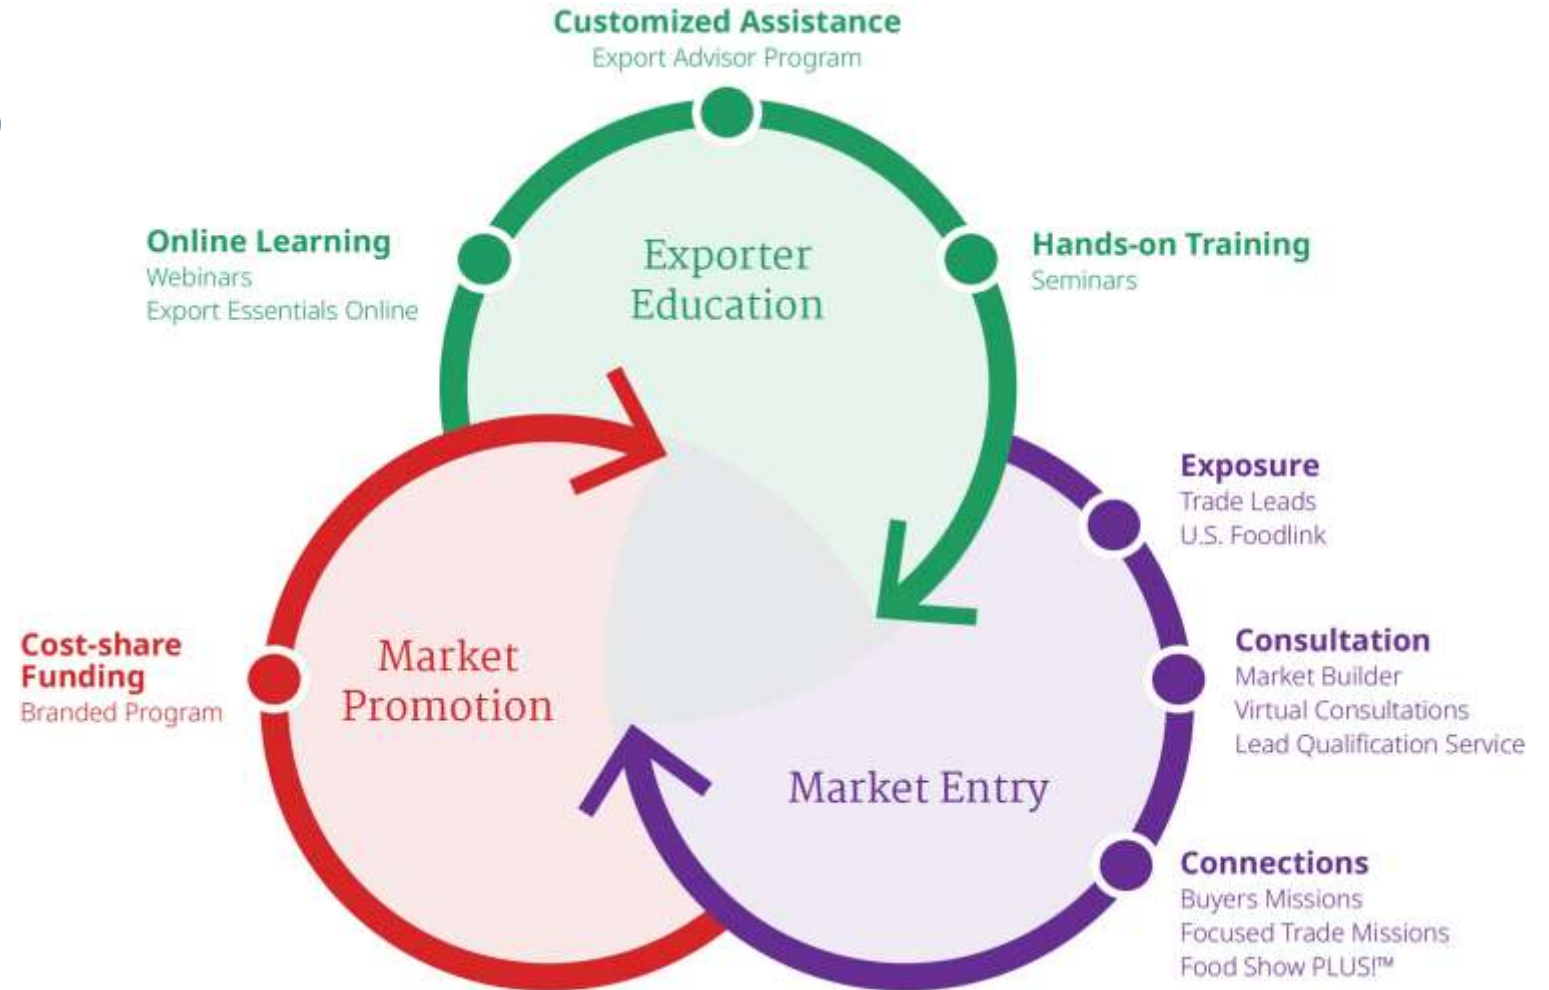 Customized Assistance
Export Advisor Program
Online Learning
Webinars
Export Essentials Online
Exporter
Education
Hands-on Training
Seminars
Exposure
Trade Leads
U.S. Foodlink
Cost-share
Funding
Branded Program
Market
Promotion
Consultation
Market Builder
Virtual Consultations
Lead Qualification Service
Market Entry
Connections
Buyers Missions
Focused Trade Missions
Food Show PLUS!™